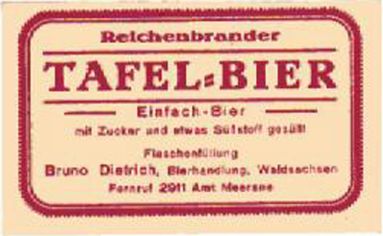 Reichenbrander
TAFEL=BIER
Einfach-Bier
mit Zucker und etwas Süßstoff gesüßt
Flaschenfüllung
Bruno Dietrich, Bierhandlung, Waldsachsen
Fernruf 2911 Amt Meerane